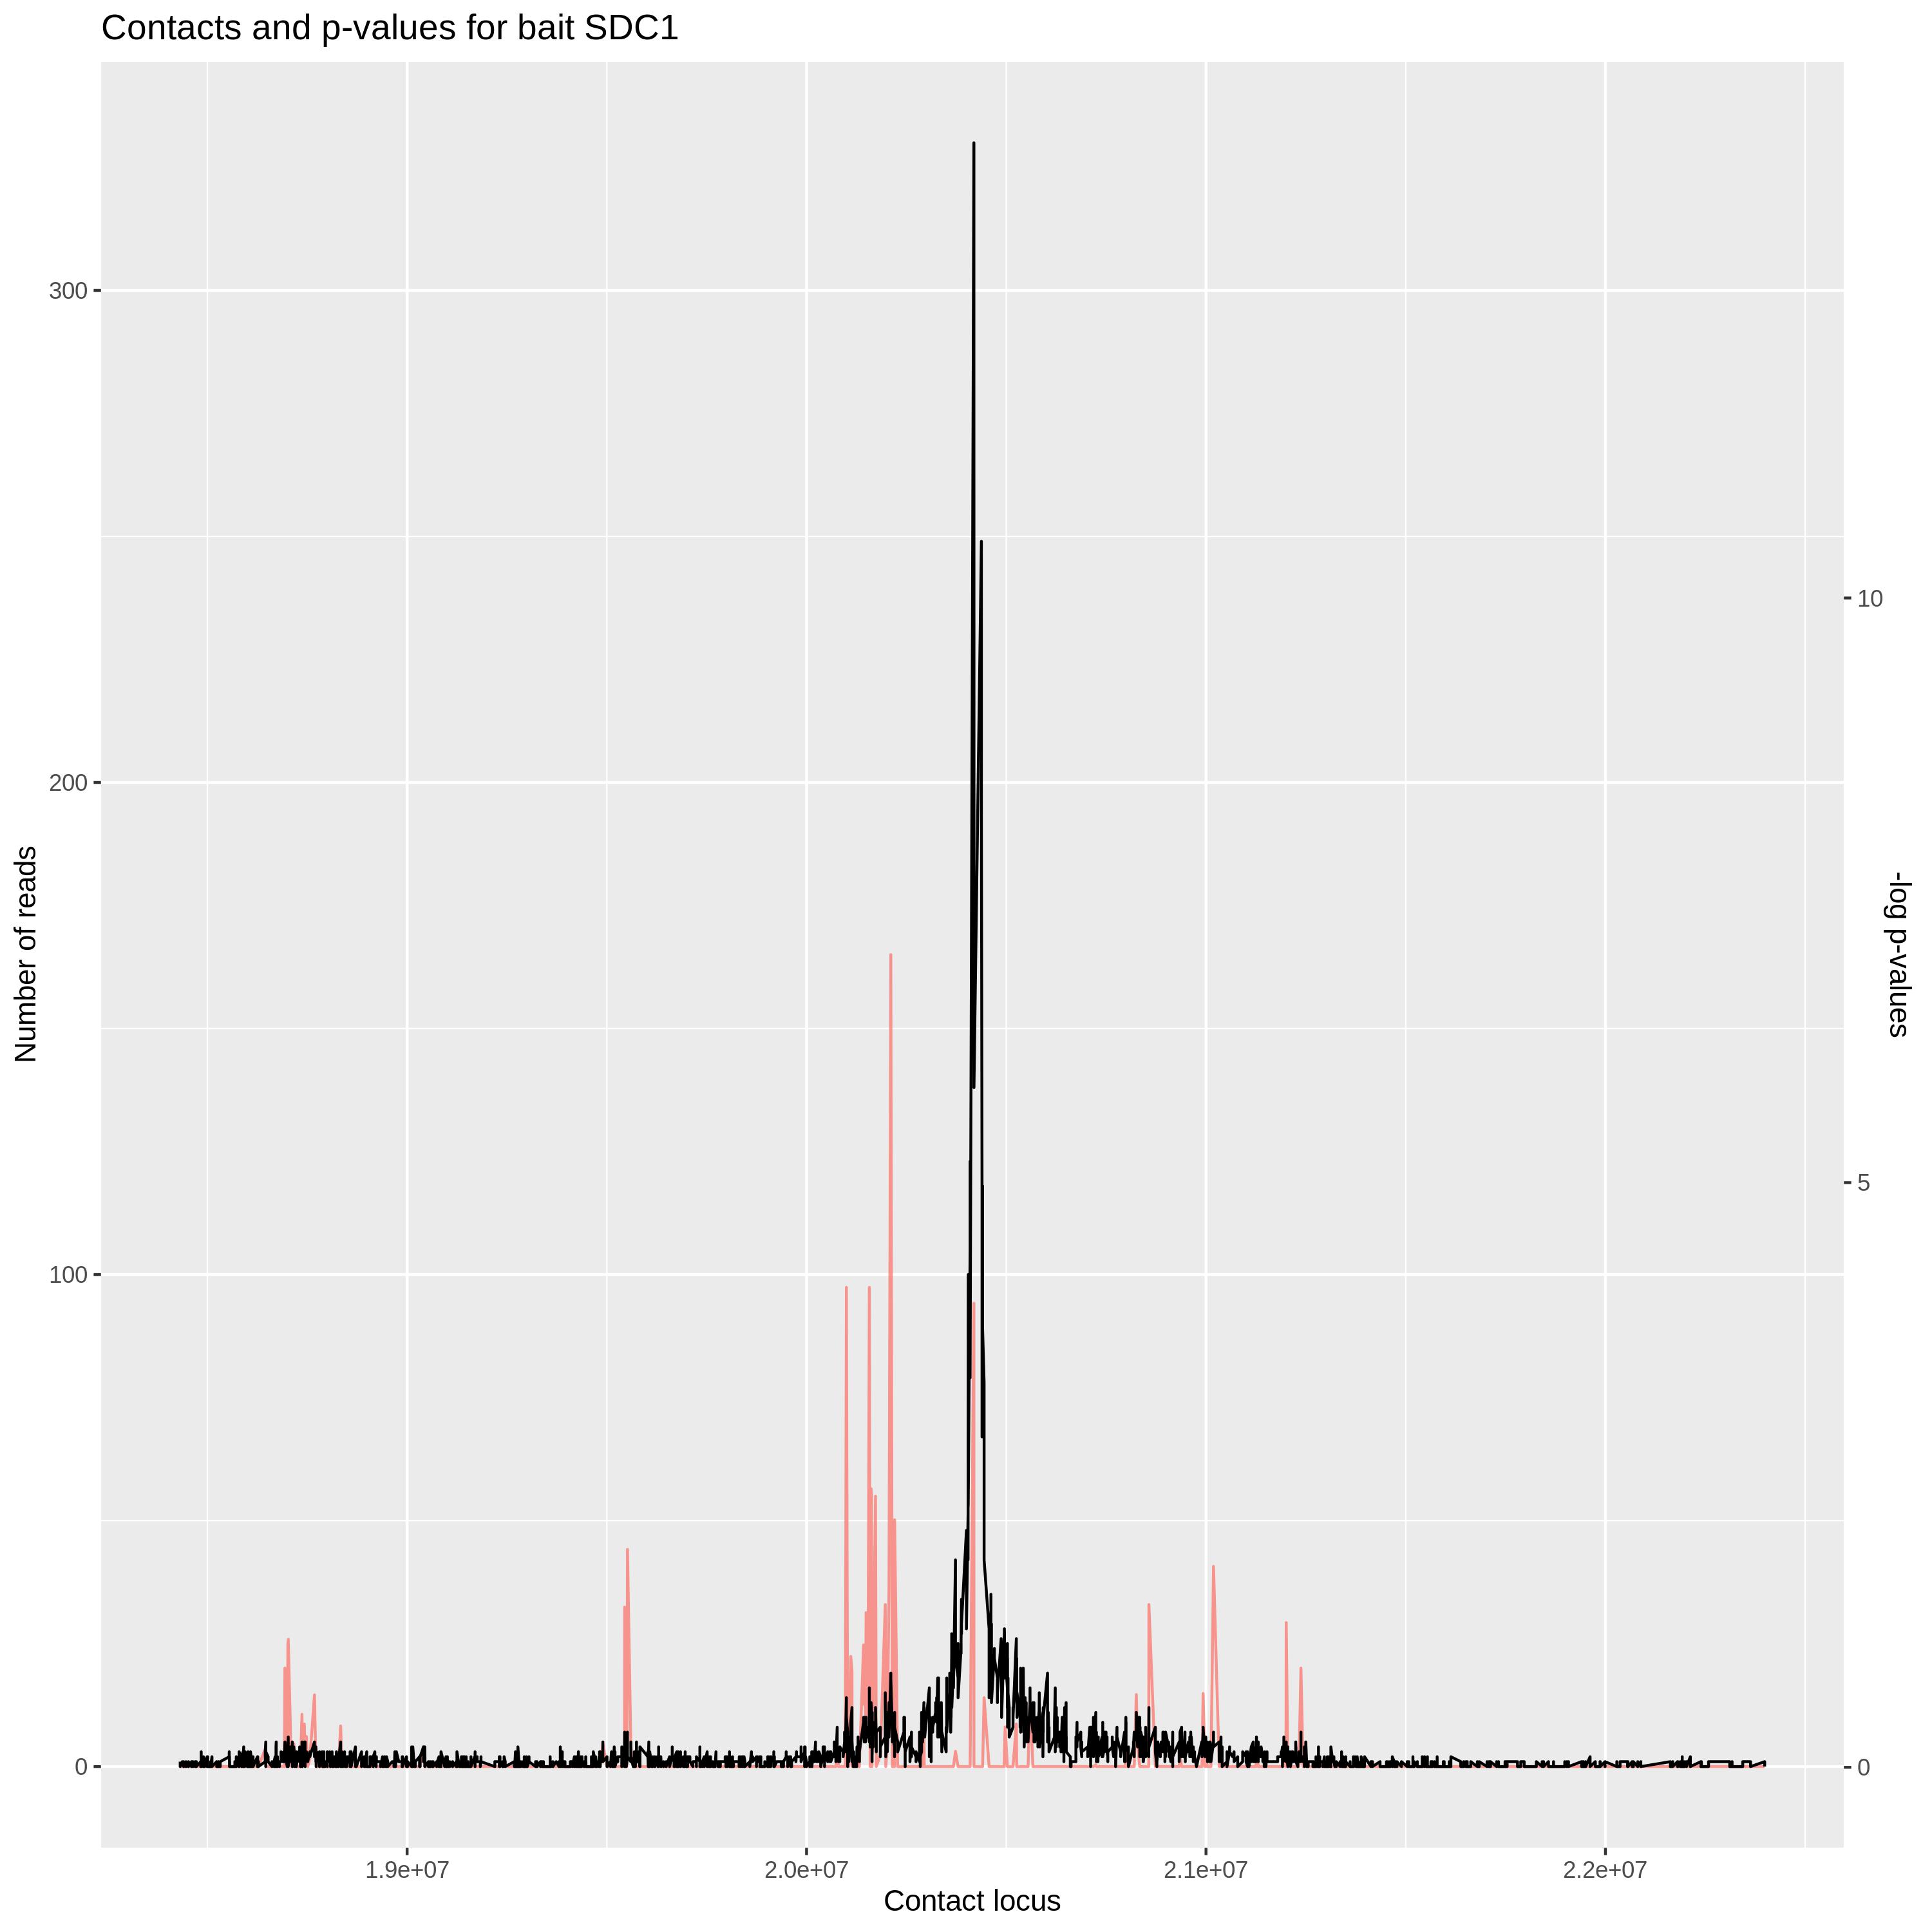 Contacts and p-values for bait SDC1
Number of reads
300
200
100
0
10
5
0
-log p-values
1.9e+07
2.0e+07
2.1e+07
2.2e+07
Contact locus